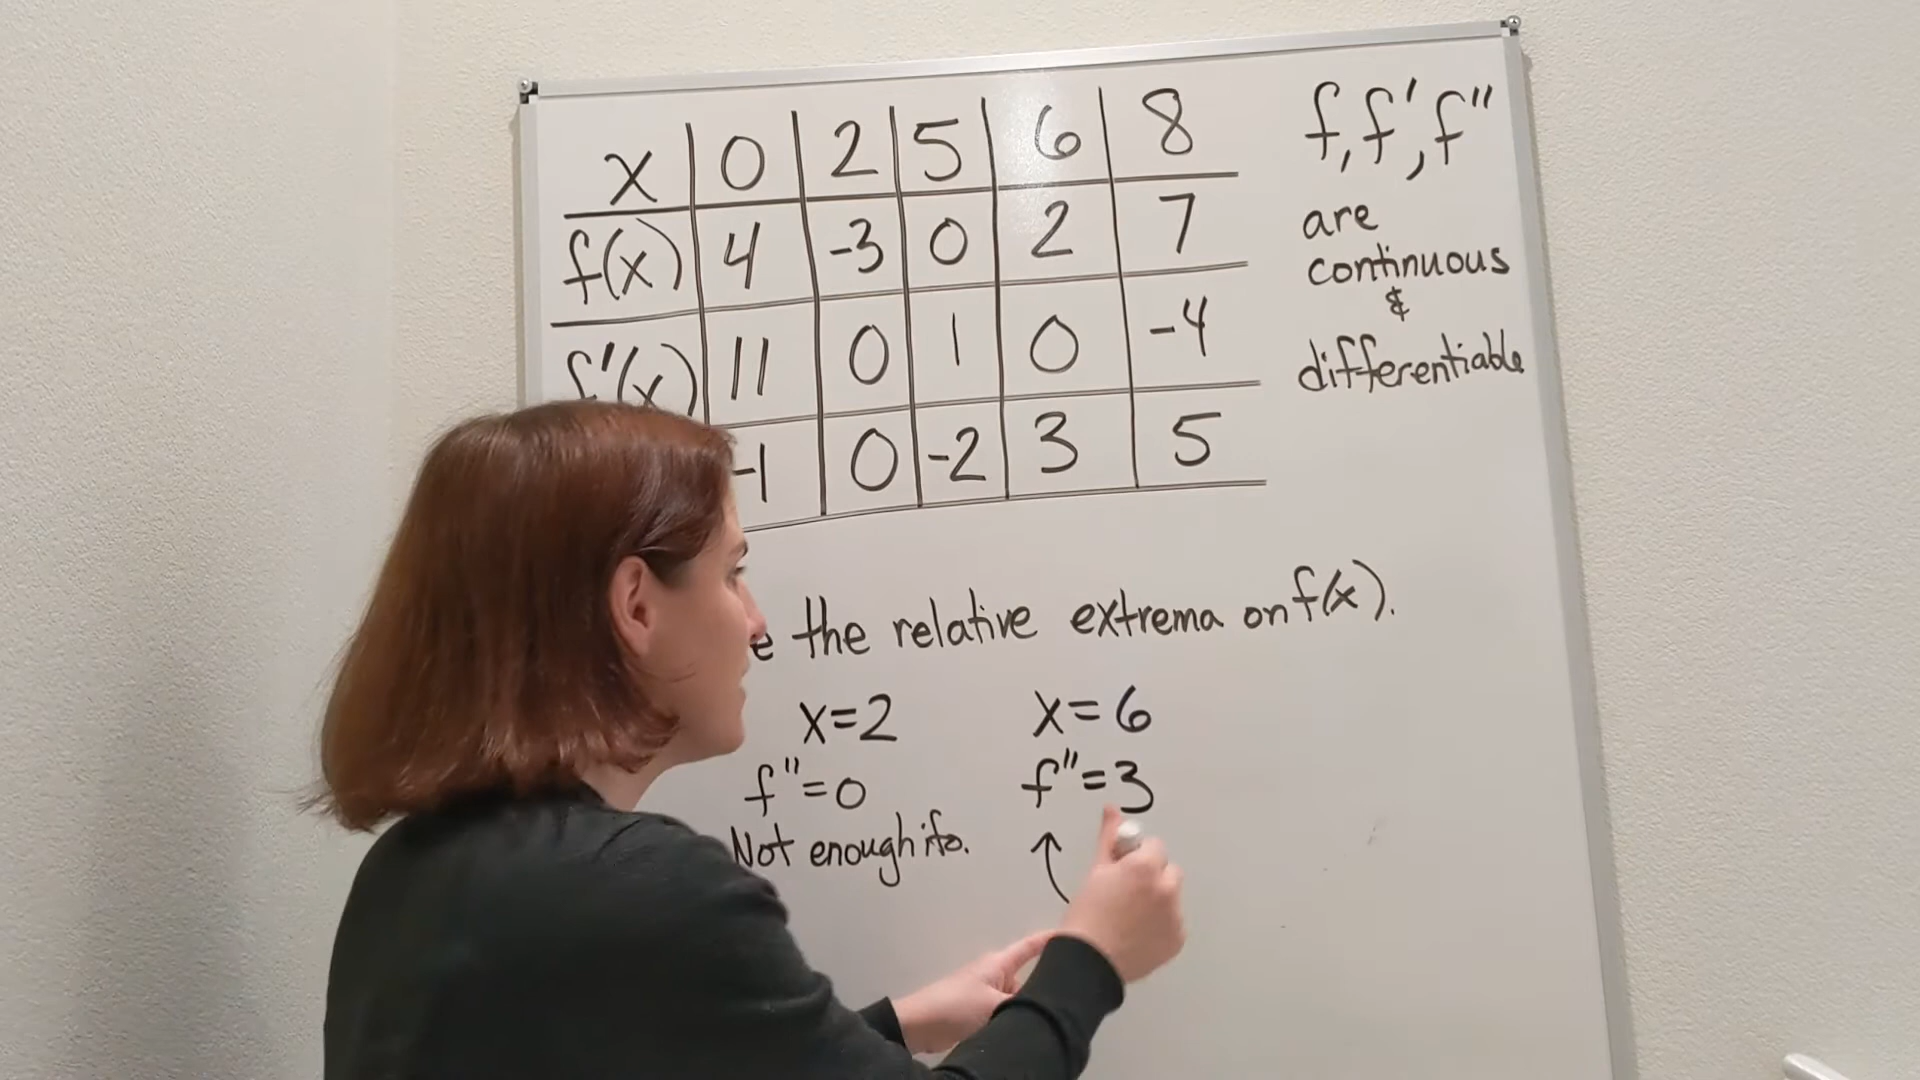 x 0 2 5 6 8
f(x) 4 -3 0 2 7
f'(x) 11 0 1 0 -4
-1 0 -2 3 5
f, f', f"
are
continuous
&
differentiable
the relative extrema on f(x).
x=2 x=6
f"=0 f"=3
Not enough ifo.